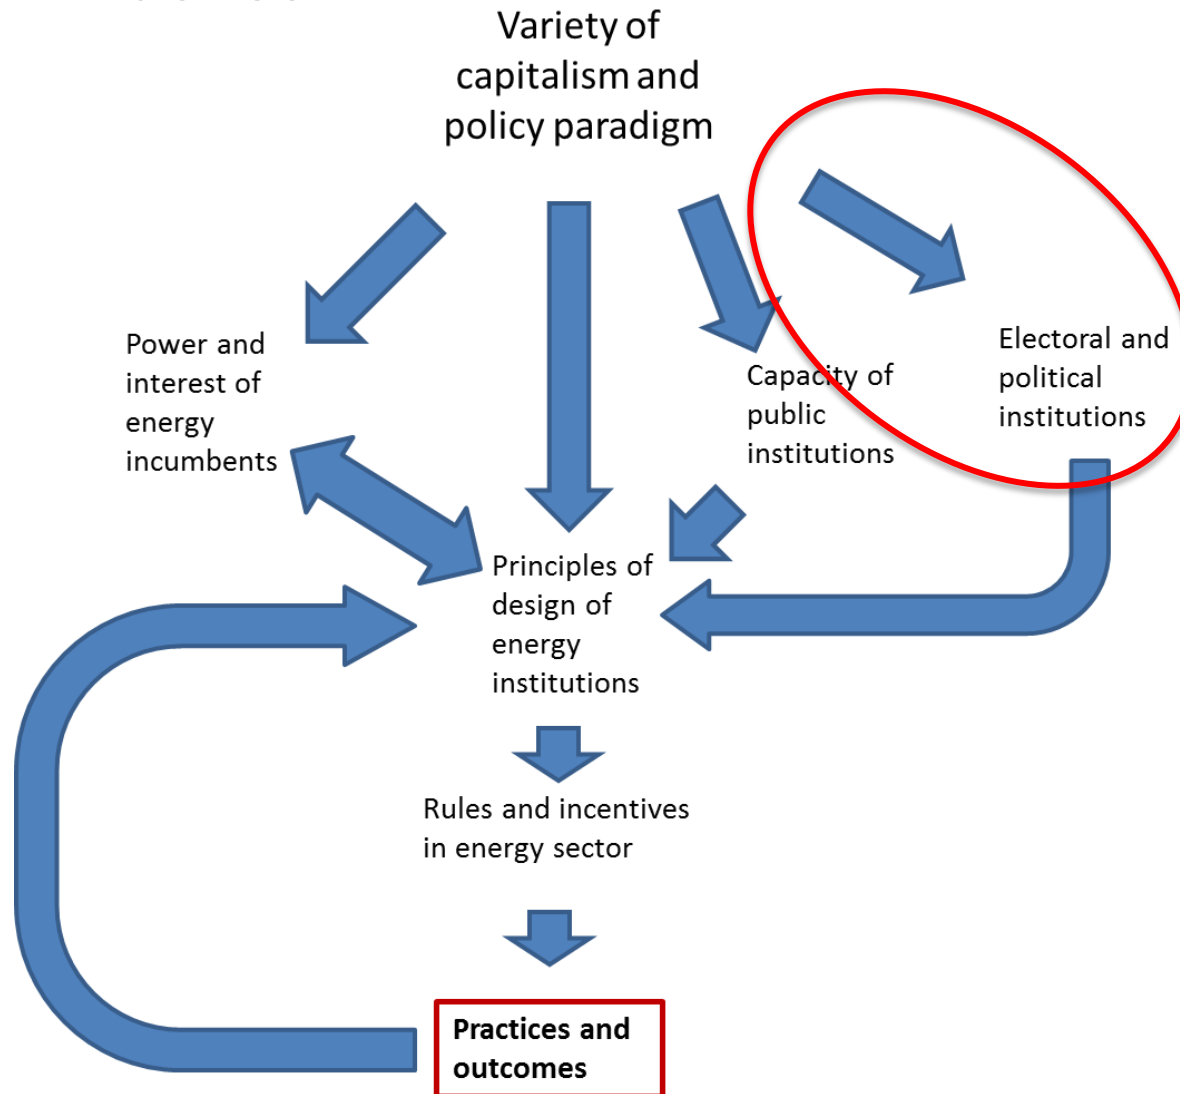 Variety of
capitalism and
policy paradigm
Power and
interest of
energy
incumbents
Capacity of
public
institutions
Electoral and
political
institutions
Principles of
design of
energy
institutions
Rules and incentives
in energy sector
Practices and
outcomes